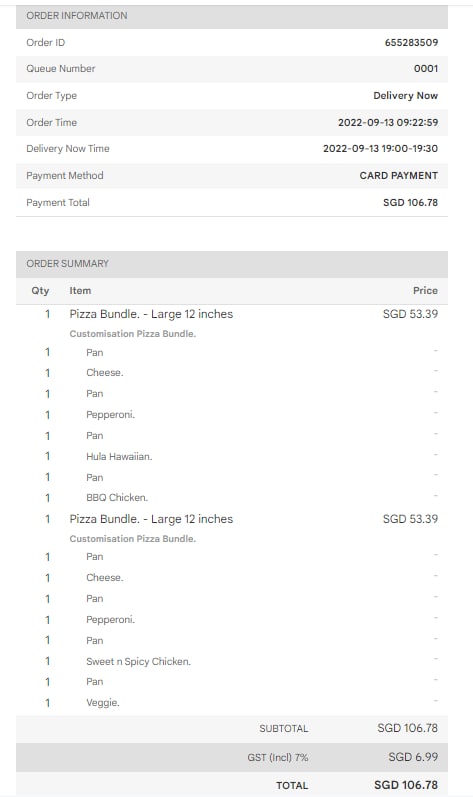 ORDER INFORMATION
Order ID 655283509
Queue Number 0001
Order Type Delivery Now
Order Time 2022-09-13 09:22:59
Delivery Now Time 2022-09-13 19:00-19:30
Payment Method CARD PAYMENT
Payment Total SGD 106.78
ORDER SUMMARY
Qty Item Price
1 Pizza Bundle. - Large 12 inches SGD 53.39
Customisation Pizza Bundle.
1 Pan -
1 Cheese. -
1 Pan -
1 Pepperoni. -
1 Pan -
1 Hula Hawaiian. -
1 Pan -
1 BBQ Chicken. -
1 Pizza Bundle. - Large 12 inches SGD 53.39
Customisation Pizza Bundle.
1 Pan -
1 Cheese. -
1 Pan -
1 Pepperoni. -
1 Pan -
1 Sweet n Spicy Chicken. -
1 Pan -
1 Veggie. -
SUBTOTAL SGD 106.78
GST (Incl) 7% SGD 6.99
TOTAL SGD 106.78